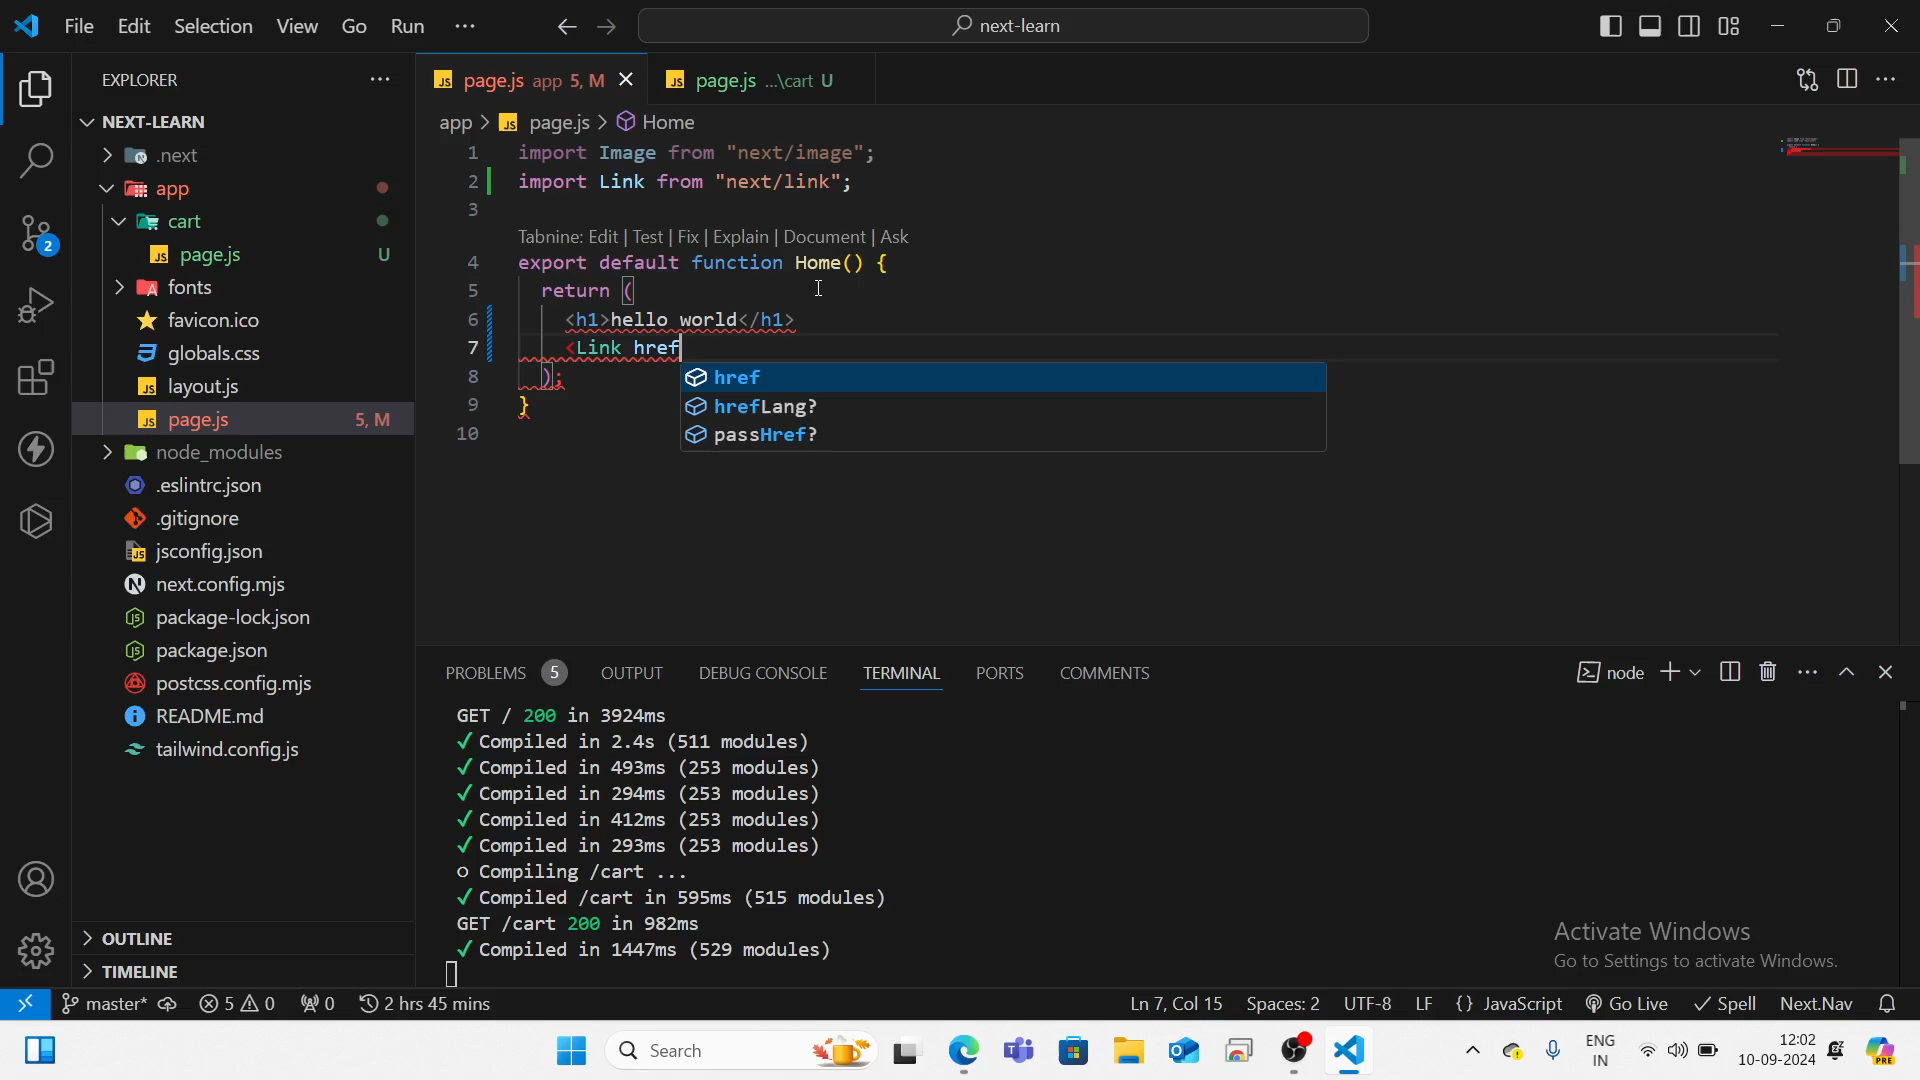 File Edit Selection View Go Run ··· next-learn
EXPLORER ···
NEXT-LEARN
.next
app
cart
page.js U
fonts
favicon.ico
globals.css
layout.js
page.js 5, M
node_modules
.eslintrc.json
.gitignore
jsconfig.json
next.config.mjs
package-lock.json
package.json
postcss.config.mjs
README.md
tailwind.config.js
OUTLINE
TIMELINE
2
page.js app 5, M page.js ...\cart U
app > page.js > Home
1 import Image from "next/image";
2 import Link from "next/link";
3
Tabnine: Edit | Test | Fix | Explain | Document | Ask
4 export default function Home() {
5 return (
6 <h1>hello world</h1>
7 <Link href
8 );
9 }
10
href
hrefLang?
passHref?
PROBLEMS 5 OUTPUT DEBUG CONSOLE TERMINAL PORTS COMMENTS node
GET / 200 in 3924ms
✓ Compiled in 2.4s (511 modules)
✓ Compiled in 493ms (253 modules)
✓ Compiled in 294ms (253 modules)
✓ Compiled in 412ms (253 modules)
✓ Compiled in 293ms (253 modules)
○ Compiling /cart ...
✓ Compiled /cart in 595ms (515 modules)
GET /cart 200 in 982ms
✓ Compiled in 1447ms (529 modules)
Activate Windows
Go to Settings to activate Windows.
master* 5 0 0 2 hrs 45 mins Ln 7, Col 15 Spaces: 2 UTF-8 LF {} JavaScript Go Live Spell Next.Nav
Search
ENG
IN
12:02
10-09-2024
PRE